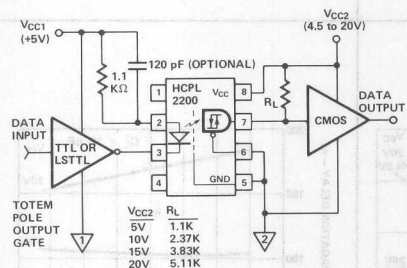 VCC1
(+5V)
120 pF (OPTIONAL)
1.1
KΩ
HCPL
2200
VCC
1
2
3
4
8
7
6
5
GND
VCC2
(4.5 to 20V)
RL
DATA
OUTPUT
CMOS
DATA
INPUT
TTL OR
LSTTL
TOTEM
POLE
OUTPUT
GATE
1
2
VCC2 RL
5V 1.1K
10V 2.37K
15V 3.83K
20V 5.11K